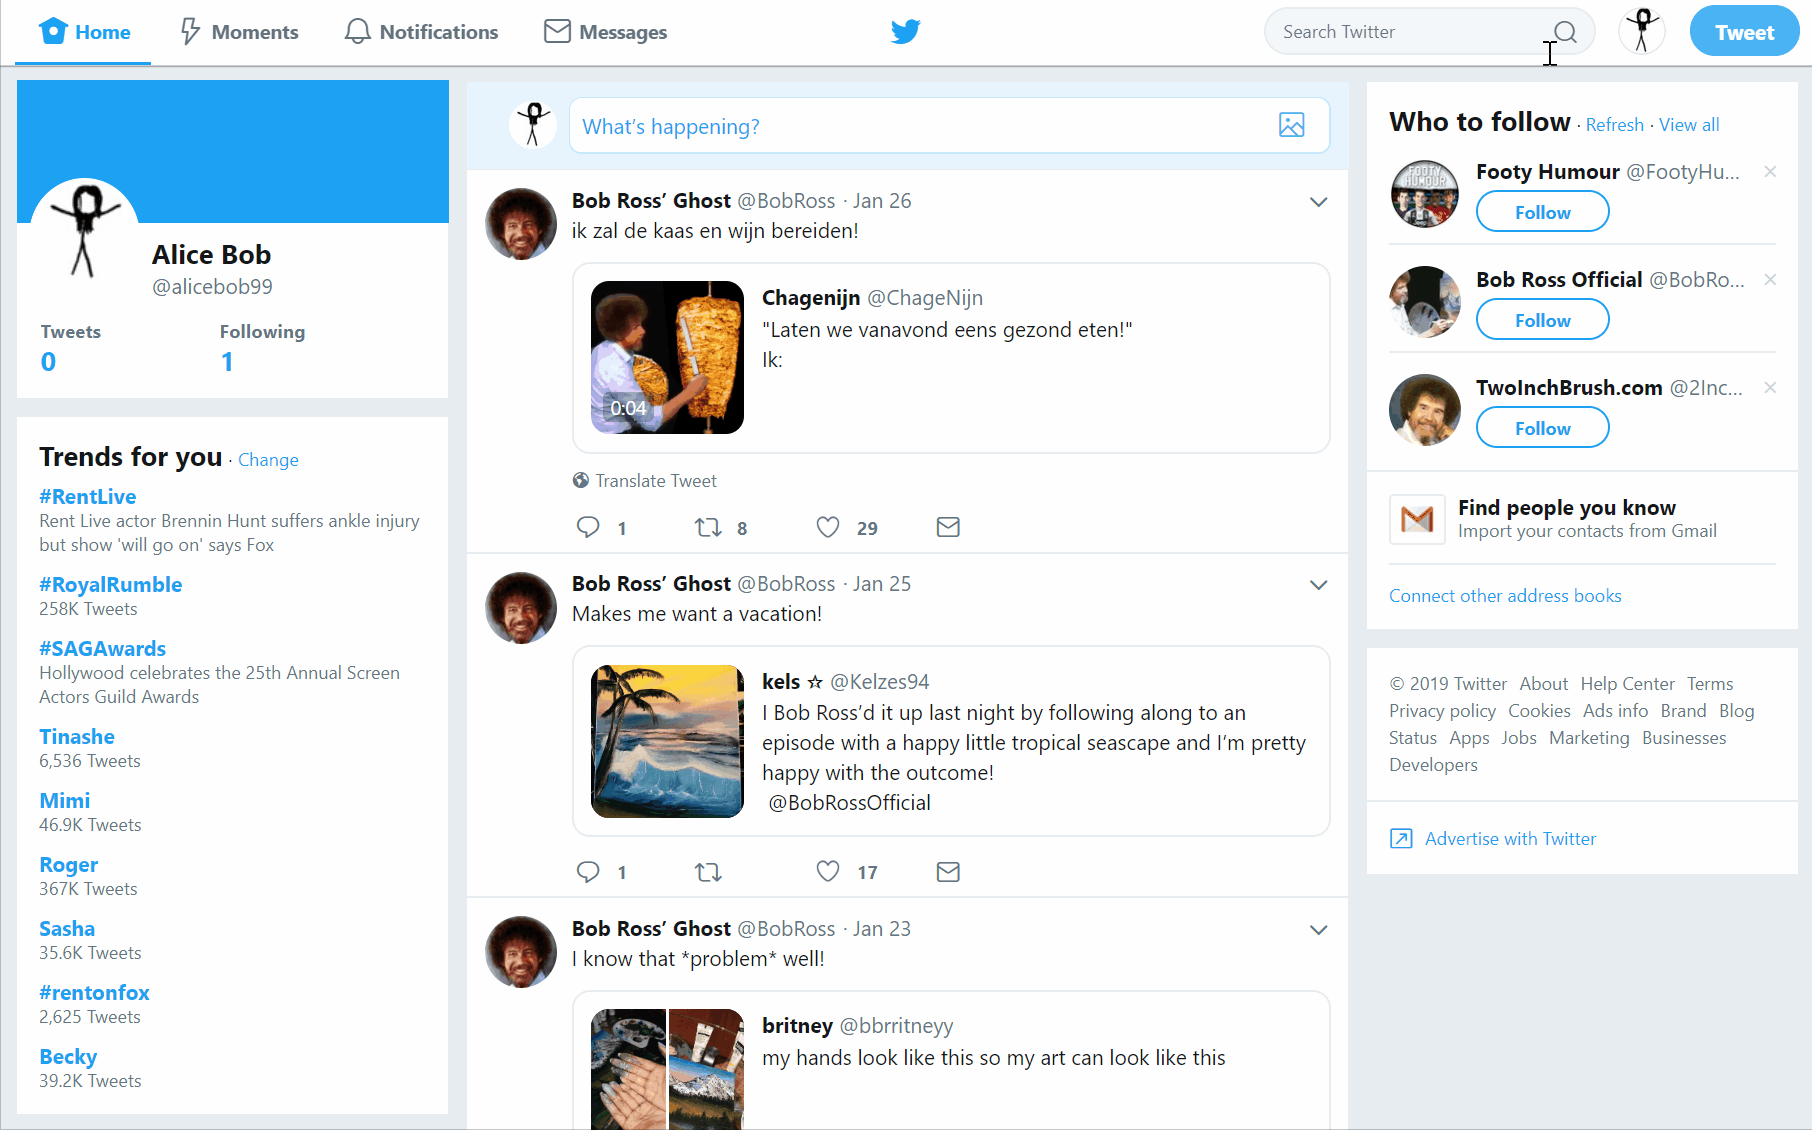 Home
Moments
Notifications
Messages
Search Twitter
Tweet
Alice Bob
@alicebob99
Tweets Following
0 1
Trends for you · Change
#RentLive
Rent Live actor Brennin Hunt suffers ankle injury
but show 'will go on' says Fox
#RoyalRumble
258K Tweets
#SAGAwards
Hollywood celebrates the 25th Annual Screen
Actors Guild Awards
Tinashe
6,536 Tweets
Mimi
46.9K Tweets
Roger
367K Tweets
Sasha
35.6K Tweets
#rentonfox
2,625 Tweets
Becky
39.2K Tweets
What's happening?
Bob Ross’ Ghost @BobRoss · Jan 26
ik zal de kaas en wijn bereiden!
Chagenijn @ChageNijn
"Laten we vanavond eens gezond eten!"
Ik:
0:04
Translate Tweet
1 8 29
Bob Ross’ Ghost @BobRoss · Jan 25
Makes me want a vacation!
kels ☆ @Kelzes94
I Bob Ross’d it up last night by following along to an
episode with a happy little tropical seascape and I’m pretty
happy with the outcome!
@BobRossOfficial
1 17
Bob Ross’ Ghost @BobRoss · Jan 23
I know that *problem* well!
britney @bbrritneyy
my hands look like this so my art can look like this
Who to follow · Refresh · View all
FOOTY
HUMOUR
Footy Humour @FootyHu...
Follow
Bob Ross Official @BobRo...
Follow
TwoInchBrush.com @2Inc...
Follow
Find people you know
Import your contacts from Gmail
Connect other address books
© 2019 Twitter About Help Center Terms
Privacy policy Cookies Ads info Brand Blog
Status Apps Jobs Marketing Businesses
Developers
Advertise with Twitter